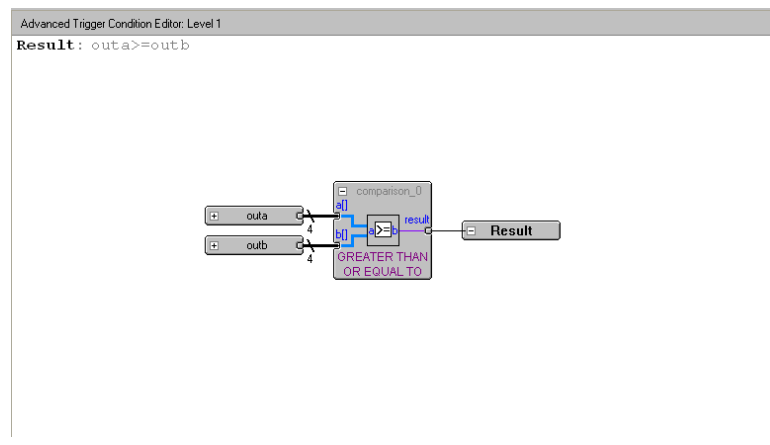 Advanced Trigger Condition Editor: Level 1
Result: outa>=outb
comparison_0
a[]
outa
4
result
a>=b
Result
b[]
outb
4
GREATER THAN
OR EQUAL TO